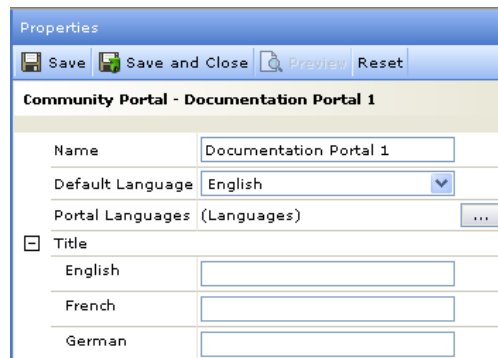 Properties
Save Save and Close Preview Reset
Community Portal - Documentation Portal 1
Name Documentation Portal 1
Default Language English
Portal Languages (Languages) ...
Title
English
French
German